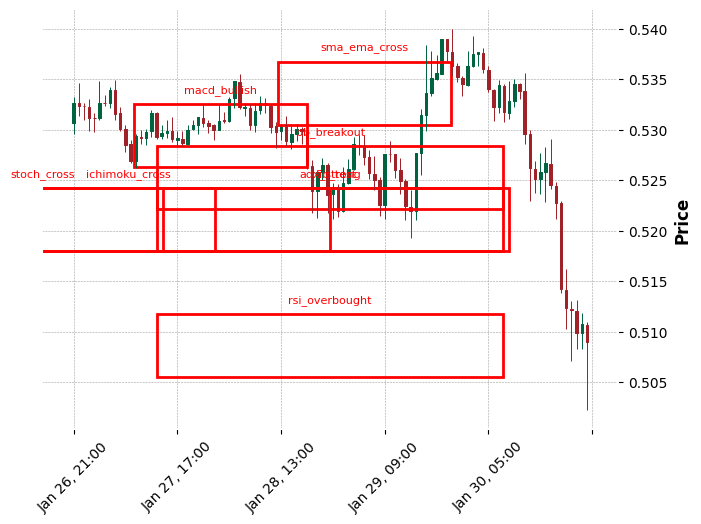 0.540
sma_ema_cross
0.535
macd_bullish
0.530
0.525
stoch_cross
ichimoku_cross
0.520
0.515
rsi_overbought
0.510
0.505
Price
Jan 26, 21:00
Jan 27, 17:00
Jan 28, 13:00
Jan 29, 09:00
Jan 30, 05:00